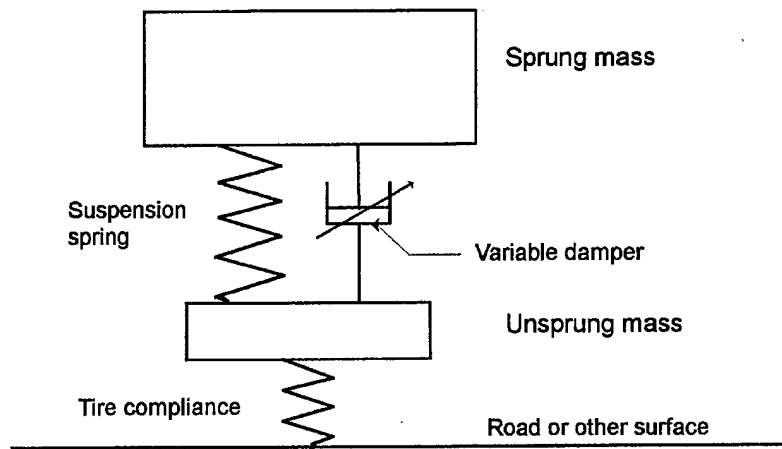 Sprung mass
Suspension
spring
Variable damper
Unsprung mass
Tire compliance
Road or other surface